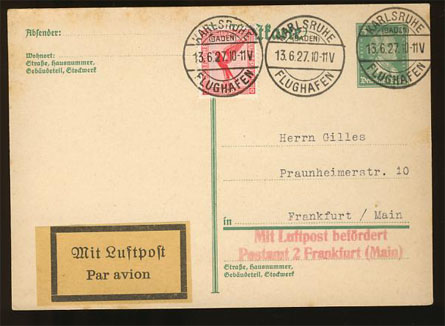 Absender:
Wohnort:
Straße, Hausnummer,
Gebäudeteil, Stockwerk
Postkarte
KARLSRUHE
(BADEN)
13.6.27.10-11V
FLUGHAFEN
KARLSRUHE
(BADEN)
13.6.27.10-11V
FLUGHAFEN
KARLSRUHE
(BADEN)
13.6.27.10-11V
FLUGHAFEN
Herrn Gilles
Praunheimerstr. 10
in Frankfurt / Main
Mit Luftpost befördert
Postamt 2 Frankfurt (Main)
Straße, Hausnummer,
Gebäudeteil, Stockwerk
Mit Luftpost
Par avion